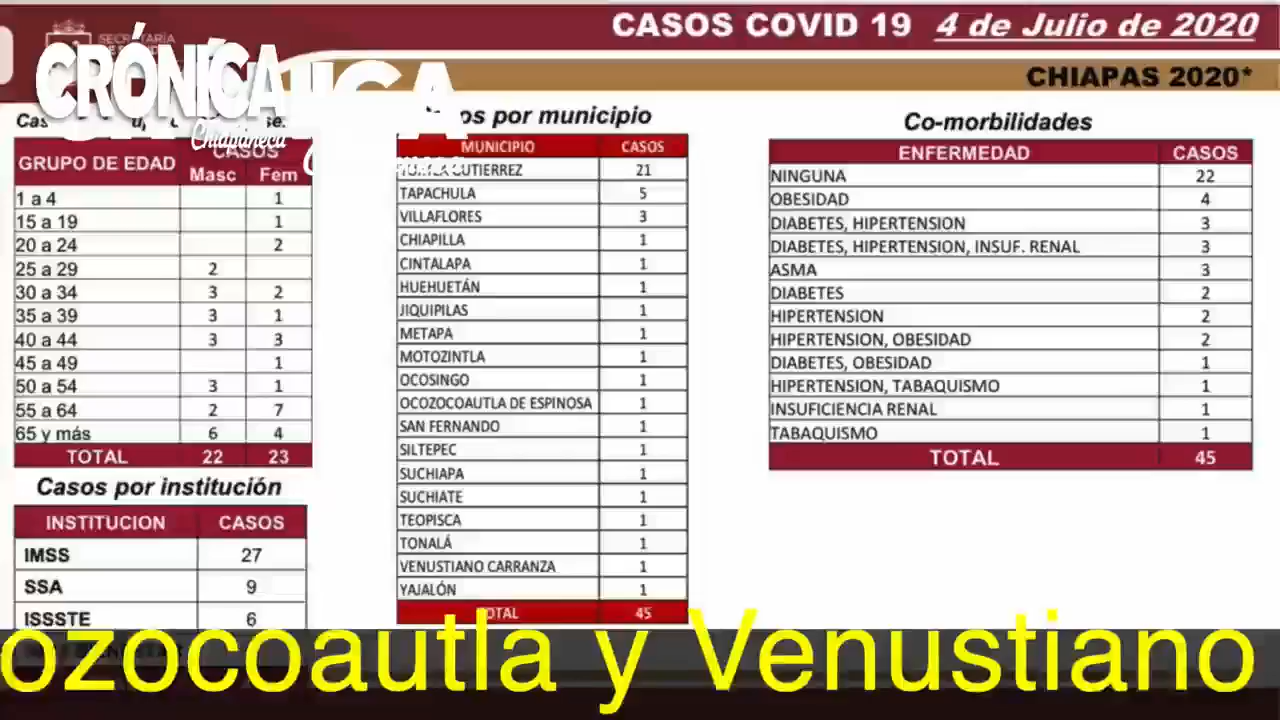 CASOS COVID 19 4 de Julio de 2020
SECRETARÍA
CRÓNICA
Chiapaneca
CHIAPAS 2020*
GRUPO DE EDAD CASOS
Masc Fem
1 a 4 1
15 a 19 1
20 a 24 2
25 a 29 2
30 a 34 3 2
35 a 39 3 1
40 a 44 3 3
45 a 49 1
50 a 54 3 1
55 a 64 2 7
65 y más 6 4
TOTAL 22 23
Casos por institución
INSTITUCION CASOS
IMSS 27
SSA 9
ISSSTE 6
por municipio
MUNICIPIO CASOS
GUTIERREZ 21
TAPACHULA 5
VILLAFLORES 3
CHIAPILLA 1
CINTALAPA 1
HUEHUETÁN 1
JIQUIPILAS 1
METAPA 1
MOTOZINTLA 1
OCOSINGO 1
OCOZOCOAUTLA DE ESPINOSA 1
SAN FERNANDO 1
SILTEPEC 1
SUCHIAPA 1
SUCHIATE 1
TEOPISCA 1
TONALÁ 1
VENUSTIANO CARRANZA 1
YAJALÓN 1
TOTAL 45
Co-morbilidades
ENFERMEDAD CASOS
NINGUNA 22
OBESIDAD 4
DIABETES, HIPERTENSION 3
DIABETES, HIPERTENSION, INSUF. RENAL 3
ASMA 3
DIABETES 2
HIPERTENSION 2
HIPERTENSION, OBESIDAD 2
DIABETES, OBESIDAD 1
HIPERTENSION, TABAQUISMO 1
INSUFICIENCIA RENAL 1
TABAQUISMO 1
TOTAL 45
ozocoautla y Venustiano